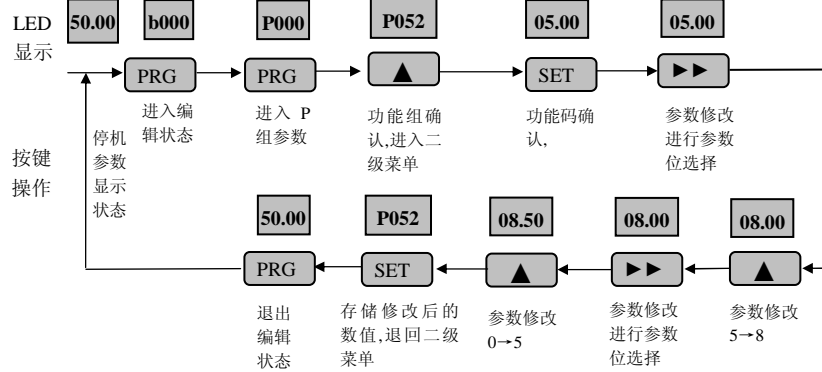 LED
显示
50.00
b000
P000
P052
05.00
05.00
PRG
PRG
▲
SET
►►
进入编
辑状态
进入 P
组参数
功能组确
认,进入二
级菜单
功能码确
认,
参数修改
进行参数
位选择
按键
操作
停机
参数
显示
状态
50.00
P052
08.50
08.00
08.00
PRG
SET
▲
►►
▲
退出
编辑
状态
存储修改后的
数值,退回二级
菜单
参数修改
0→5
参数修改
进行参数
位选择
参数修改
5→8